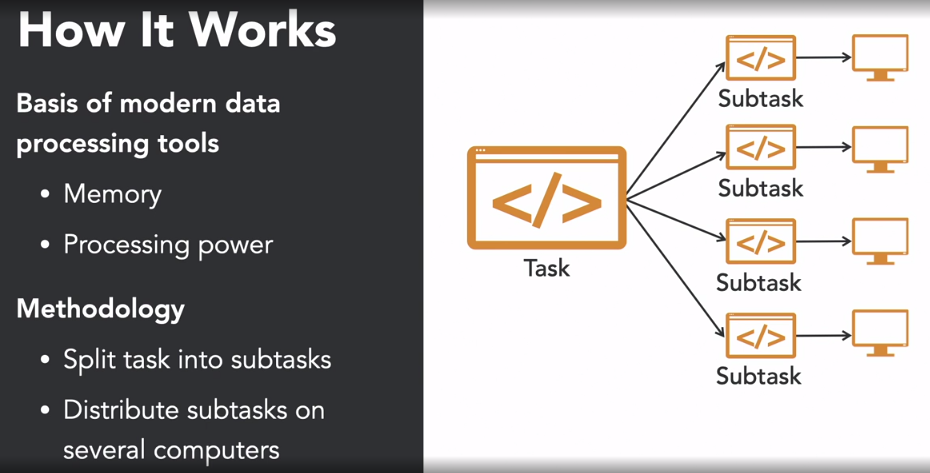 How It Works
Basis of modern data
processing tools
• Memory
• Processing power
Methodology
• Split task into subtasks
• Distribute subtasks on
several computers
</> Task
</> Subtask
</> Subtask
</> Subtask
</> Subtask